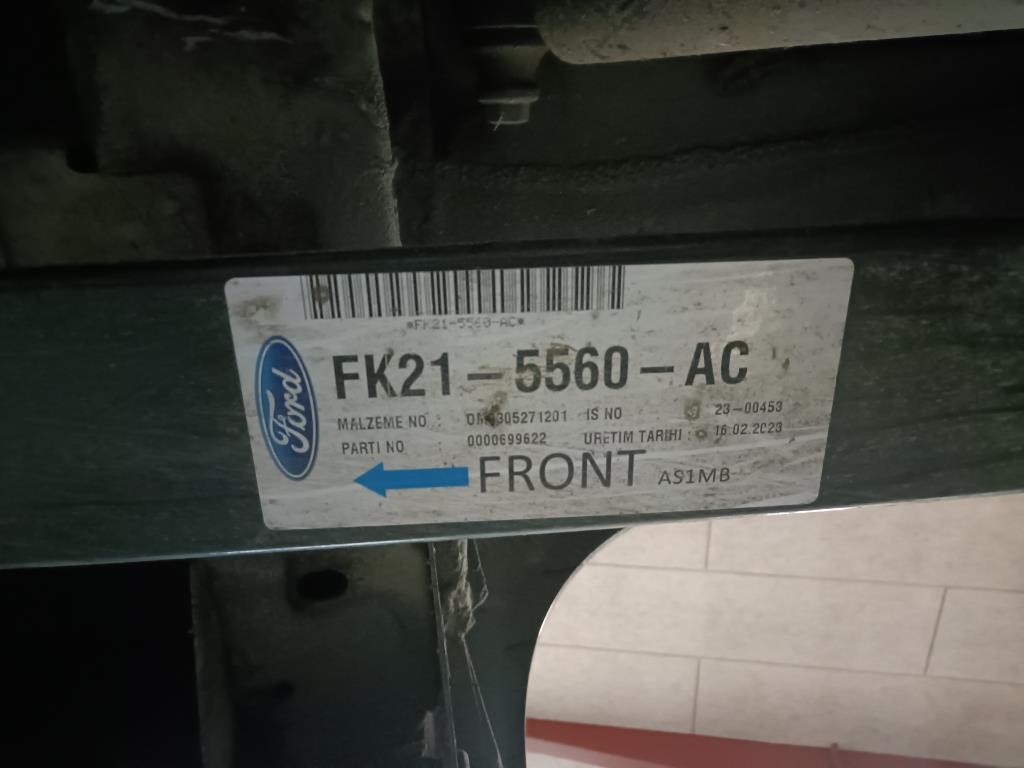 *FK21-5560-AC*
Ford
FK21-5560-AC
MALZEME NO : IS NO 23-00453
PARTI NO : 0000699622 URETIM TARIHI : 16.02.2023
FRONT AS1MB